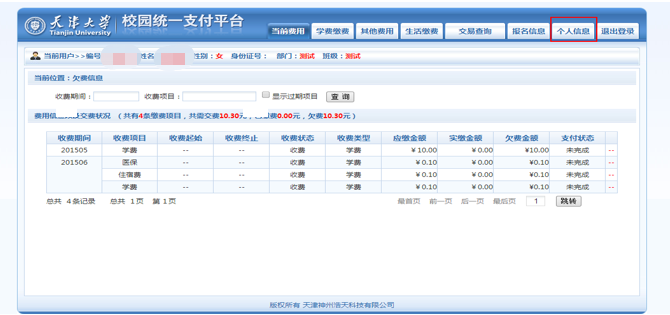 天津大学 Tianjin University 校园统一支付平台
当前费用 学费缴费 其他费用 生活缴费 交易查询 报名信息 个人信息 退出登录
当前用户>>编号 姓名 性别：女 身份证号： 部门：测试 班级：测试
当前位置：欠费信息
收费期间： 收费项目： 显示过期项目 查 询
费用信息 交费状况 （共有4条缴费项目，共需交费10.30元， 费0.00元，欠费10.30元）
收费期间 收费项目 收费起始 收费终止 收费状态 收费类型 应缴金额 实缴金额 欠费金额 支付状态 --
201505 学费 -- -- 收费 学费 ￥10.00 ￥0.00 ￥10.00 未完成 --
201506 医保 -- -- 收费 学费 ￥0.10 ￥0.00 ￥0.10 未完成 --
住宿费 -- -- 收费 学费 ￥0.10 ￥0.00 ￥0.10 未完成 --
学费 -- -- 收费 学费 ￥0.10 ￥0.00 ￥0.10 未完成 --
总共 4条记录 总共 1页 第1页 最首页 前一页 后一页 最后页 1 跳转
版权所有 天津神州浩天科技有限公司